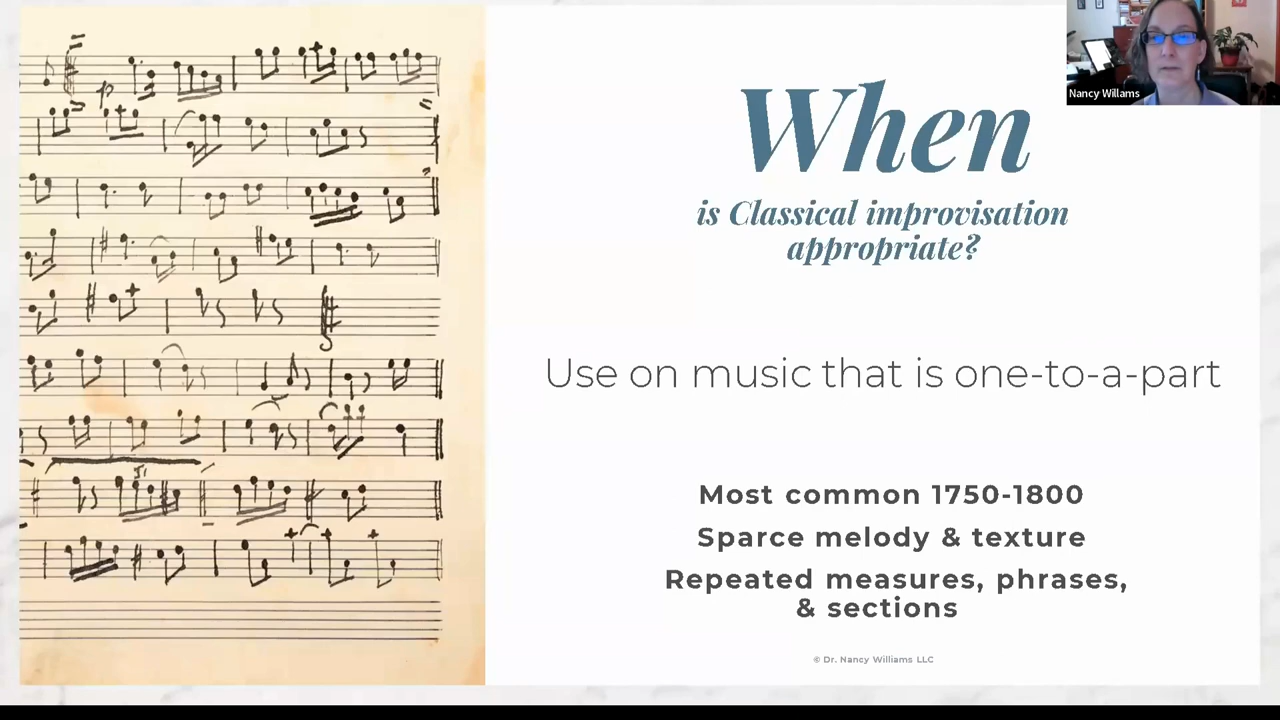 Nancy Willams
When
is Classical improvisation
appropriate?
Use on music that is one-to-a-part
Most common 1750-1800
Sparce melody & texture
Repeated measures, phrases,
& sections
© Dr. Nancy Williams LLC